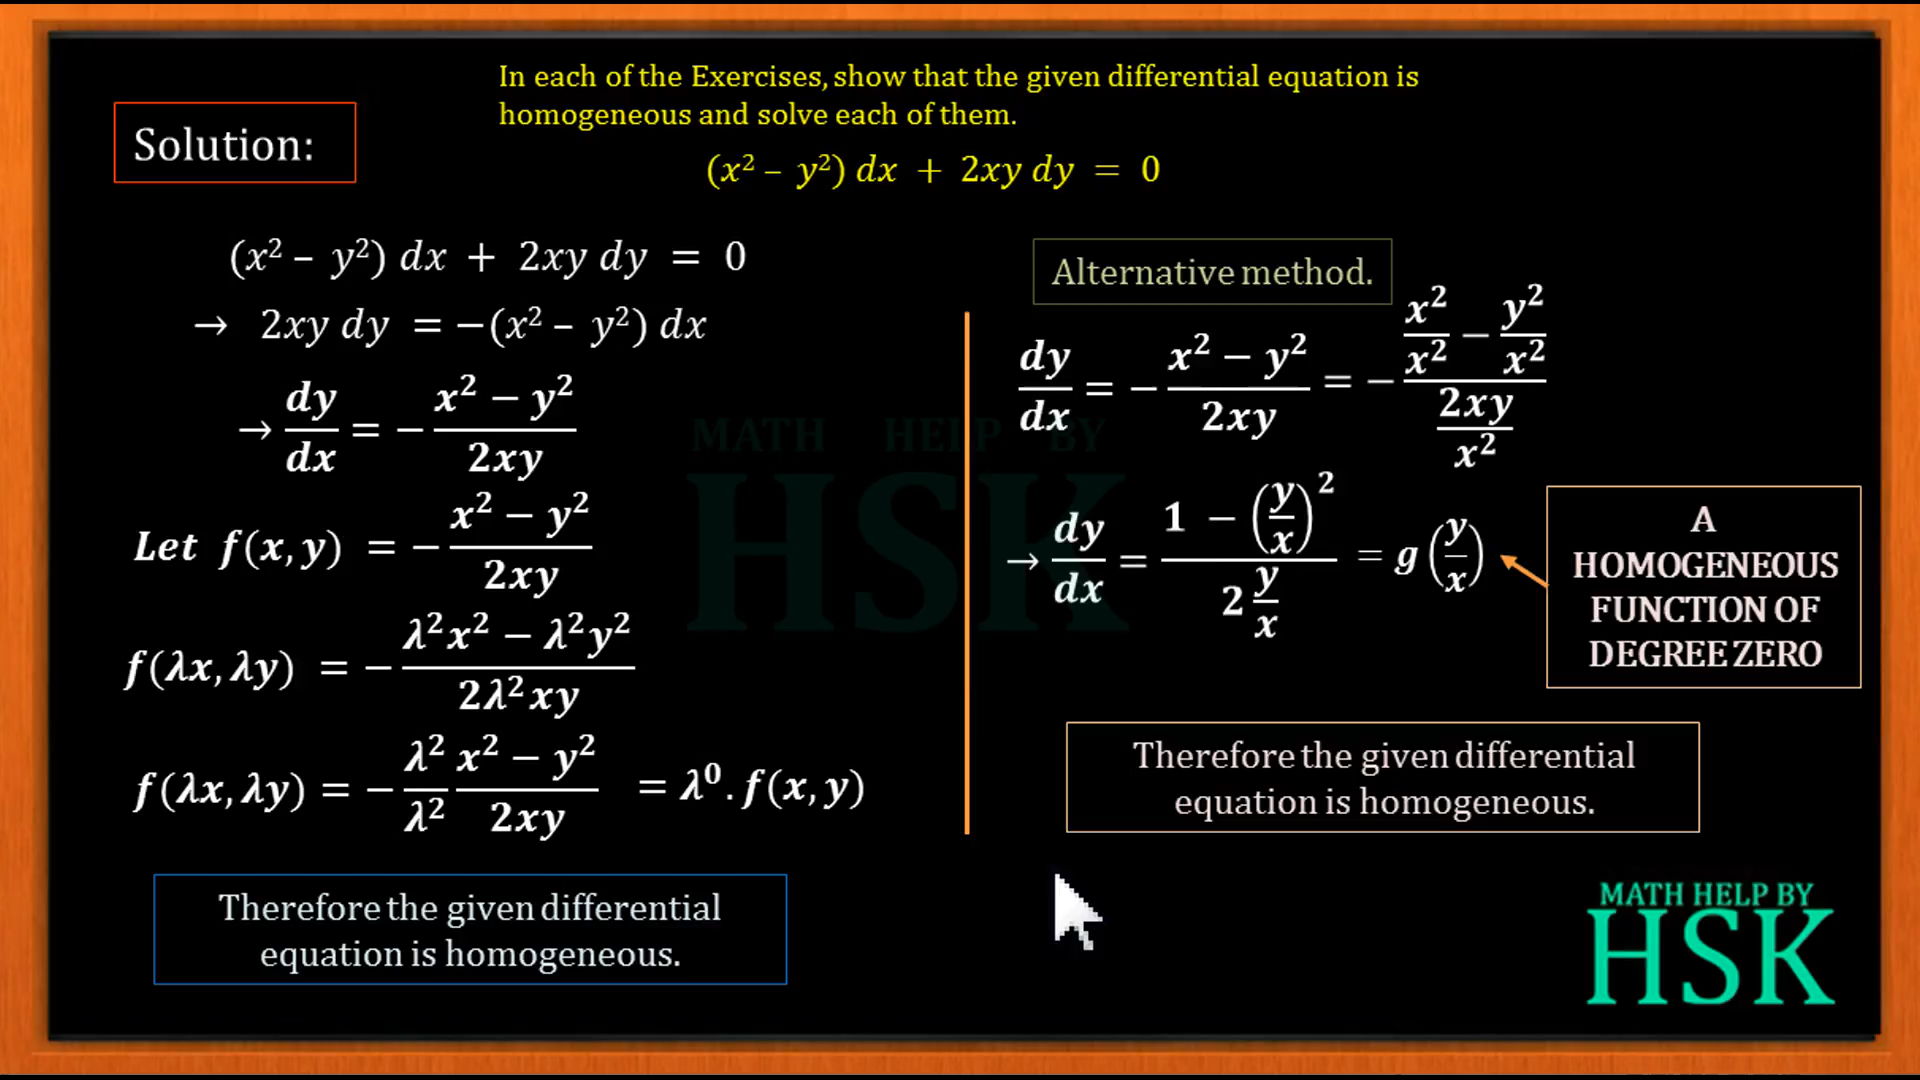 In each of the Exercises, show that the given differential equation is
homogeneous and solve each of them.
(x² – y²) dx + 2xy dy = 0
Solution:
(x² – y²) dx + 2xy dy = 0
→ 2xy dy = −(x² – y²) dx
→ dy/dx = − (x² − y²)/(2xy)
Let f(x, y) = − (x² − y²)/(2xy)
f(λx, λy) = − (λ²x² − λ²y²)/(2λ²xy)
f(λx, λy) = − (λ²/λ²) (x² − y²)/(2xy) = λ⁰. f(x, y)
Therefore the given differential
equation is homogeneous.
Alternative method.
dy/dx = − (x² − y²)/(2xy) = − (x²/x² − y²/x²)/(2xy/x²)
→ dy/dx = (1 − (y/x)²)/(2 y/x) = g(y/x)
A
HOMOGENEOUS
FUNCTION OF
DEGREE ZERO
Therefore the given differential
equation is homogeneous.
MATH HELP BY
HSK
MATH HELP BY
HSK